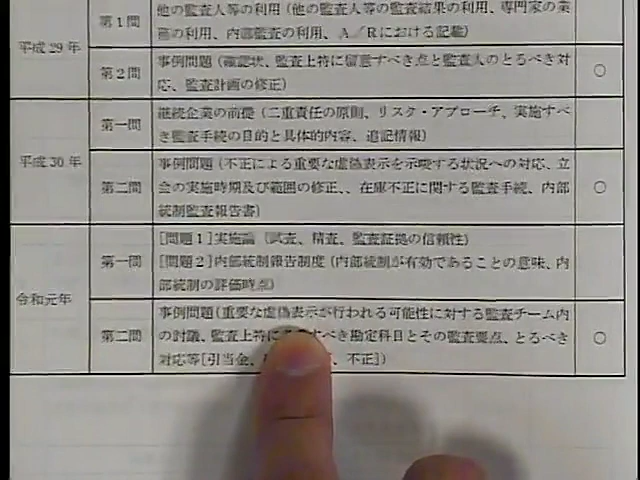 他の監査人等の利用(他の監査人等の監査結果の利用、専門家の業
第1問
務の利用、内部監査の利用、A/Rにおける記載)
平成29年
事例問題(確認状、監査上特に留意すべき点と監査人のとるべき対
第2問
○
応、監査計画の修正)
継続企業の前提(二重責任の原則、リスク・アプローチ、実施すべ
第一問
き監査手続の目的と具体的内容、追記情報)
平成30年
事例問題(不正による重要な虚偽表示を示唆する状況への対応、立
第二問
会の実施時期及び範囲の修正、、在庫不正に関する監査手続、内部
○
統制監査報告書)
[問題1]実施論(試査、精査、監査証拠の信頼性)
第一問
[問題2]内部統制報告制度(内部統制が有効であることの意味、内
部統制の評価時点)
令和元年
事例問題(重要な虚偽表示が行われる可能性に対する監査チーム内
第二問
の討議、監査上特に すべき勘定科目とその監査要点、とるべき
○
対応等[引当金、 、不正])